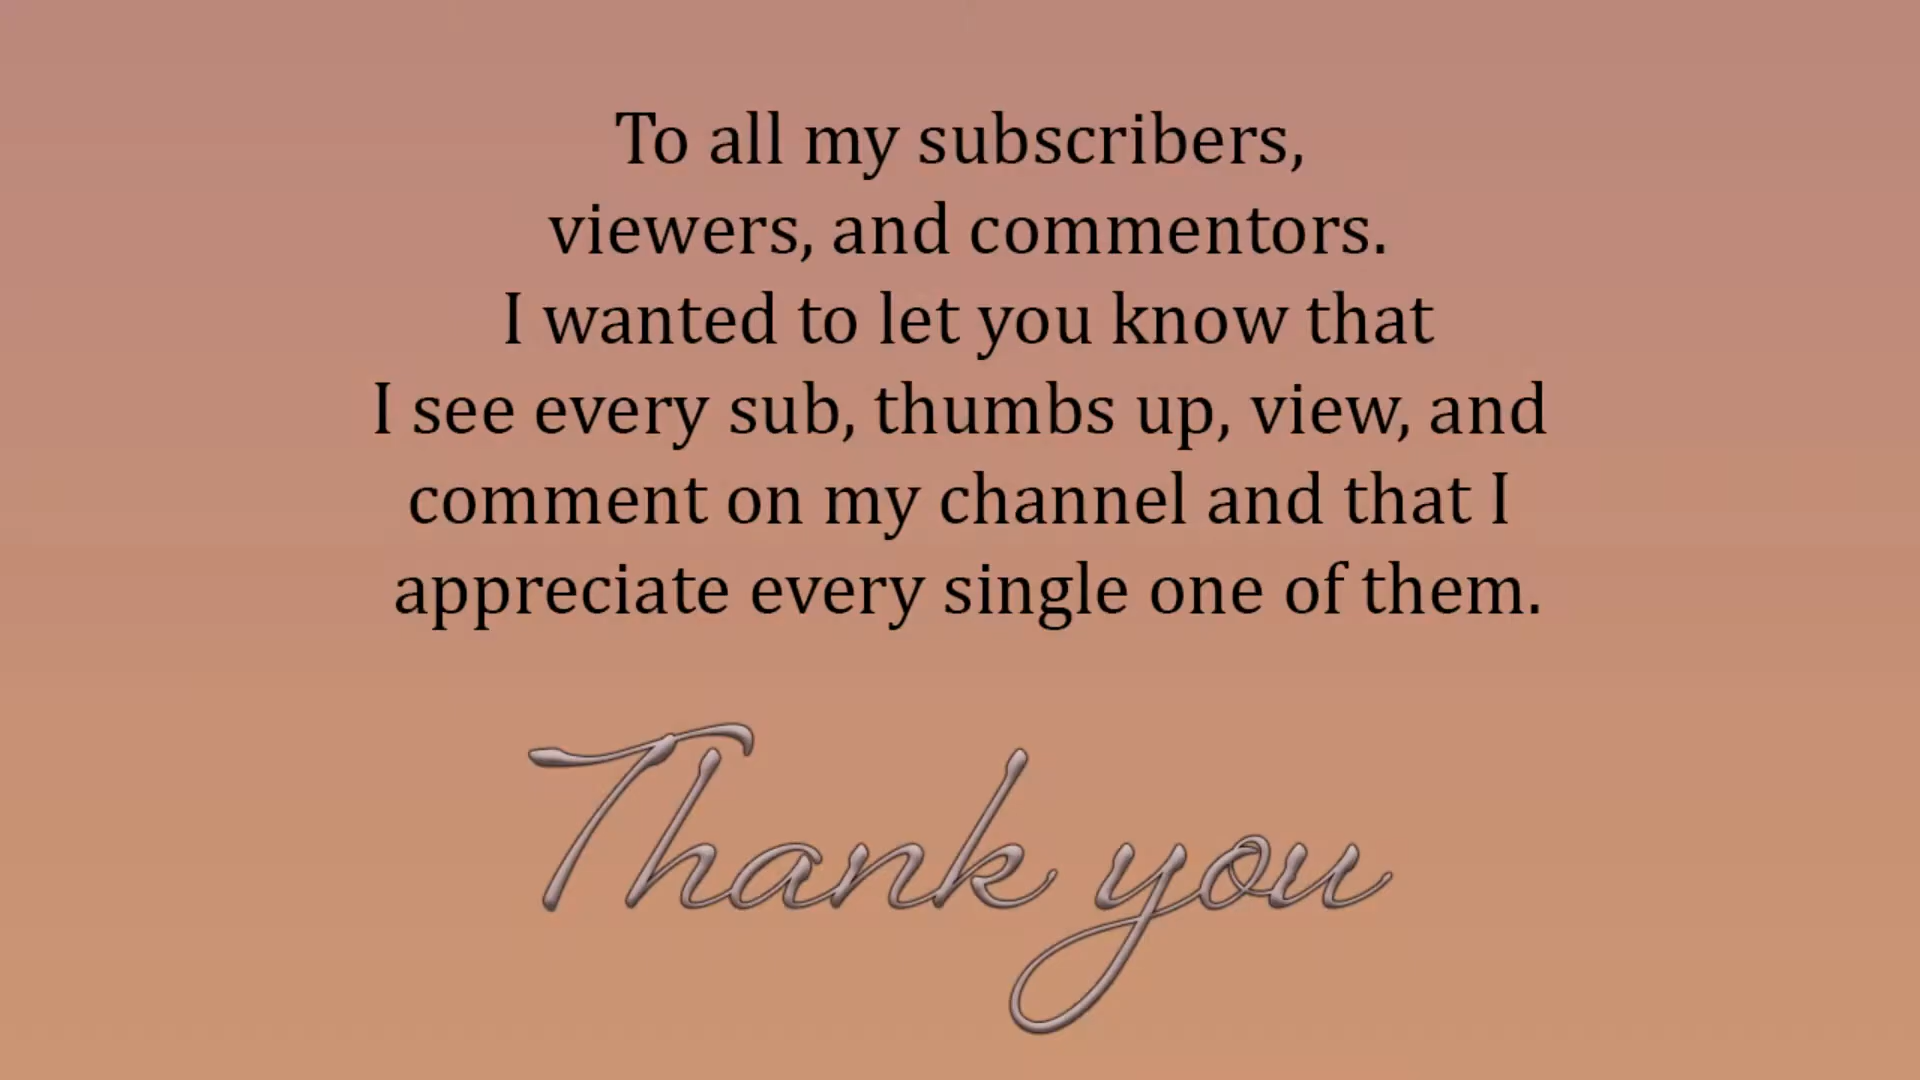 To all my subscribers,
viewers, and commentors.
I wanted to let you know that
I see every sub, thumbs up, view, and
comment on my channel and that I
appreciate every single one of them.
Thank you